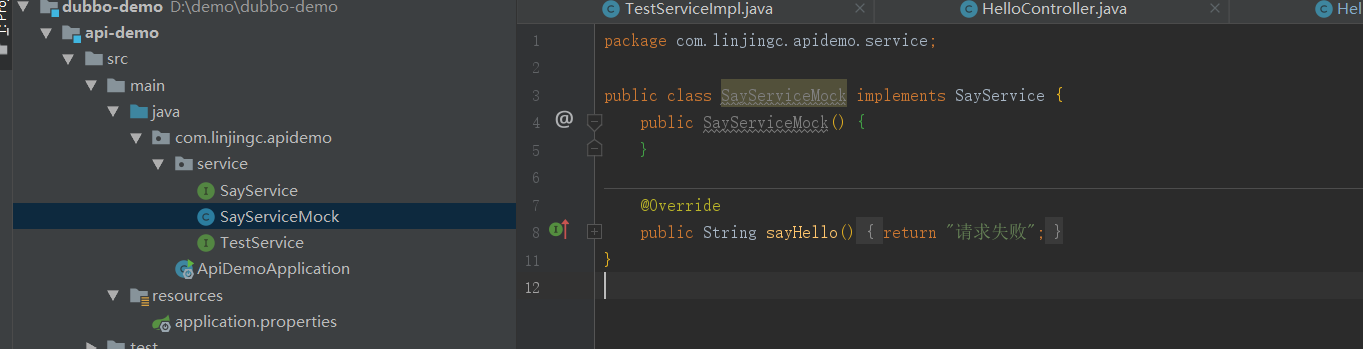 dubbo-demo D:\demo\dubbo-demo
api-demo
src
main
java
com.linjingc.apidemo
service
SayService
SayServiceMock
TestService
ApiDemoApplication
resources
application.properties
test
TestServiceImpl.java
HelloController.java
Hel
1 package com.linjingc.apidemo.service;
2
3 public class SayServiceMock implements SayService {
4 @ public SayServiceMock() {
5 }
6
7 @Override
8 public String sayHello() { return "请求失败"; }
11 }
12